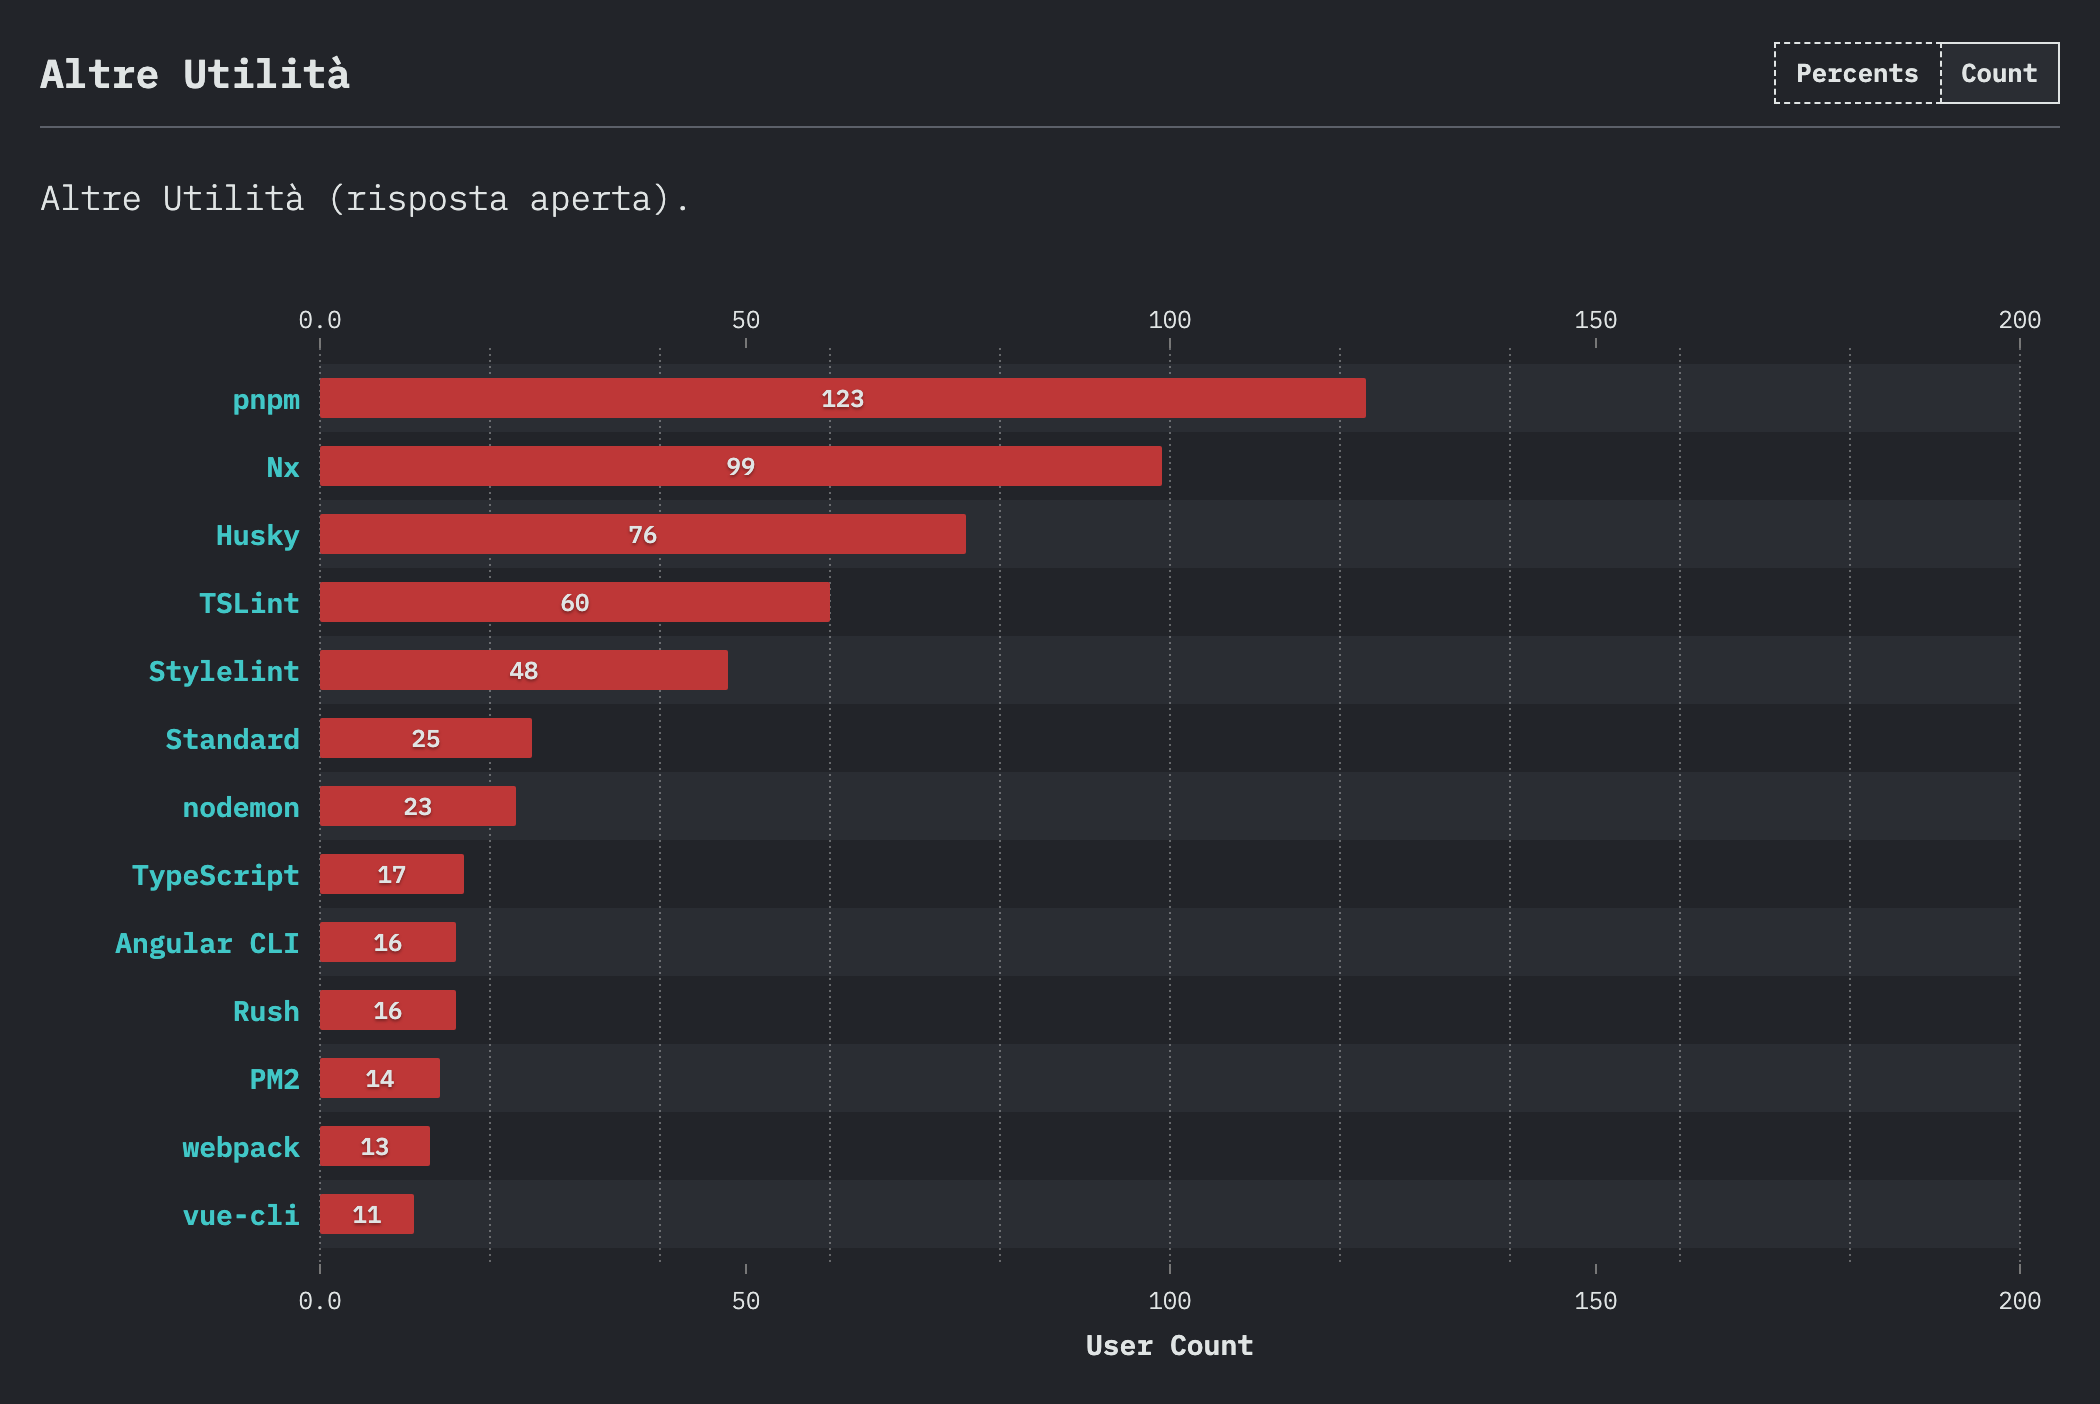 Altre Utilità
Percents Count
Altre Utilità (risposta aperta).
0.0 50 100 150 200
pnpm 123
Nx 99
Husky 76
TSLint 60
Stylelint 48
Standard 25
nodemon 23
TypeScript 17
Angular CLI 16
Rush 16
PM2 14
webpack 13
vue-cli 11
0.0 50 100 150 200
User Count